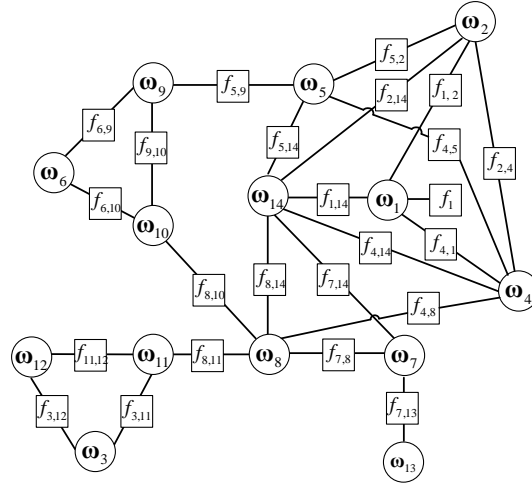 ω2
f5,2
ω9
f5,9
ω5
f2,14
f1, 2
f6,9
f9,10
f5,14
f4,5
f2,4
ω6
f6,10
ω14
f1,14
ω1
f1
ω10
f4,14
f4,1
f8,10
f8,14
f7,14
ω4
f4,8
ω12
f11,12
ω11
f8,11
ω8
f7,8
ω7
f3,12
f3,11
f7,13
ω3
ω13